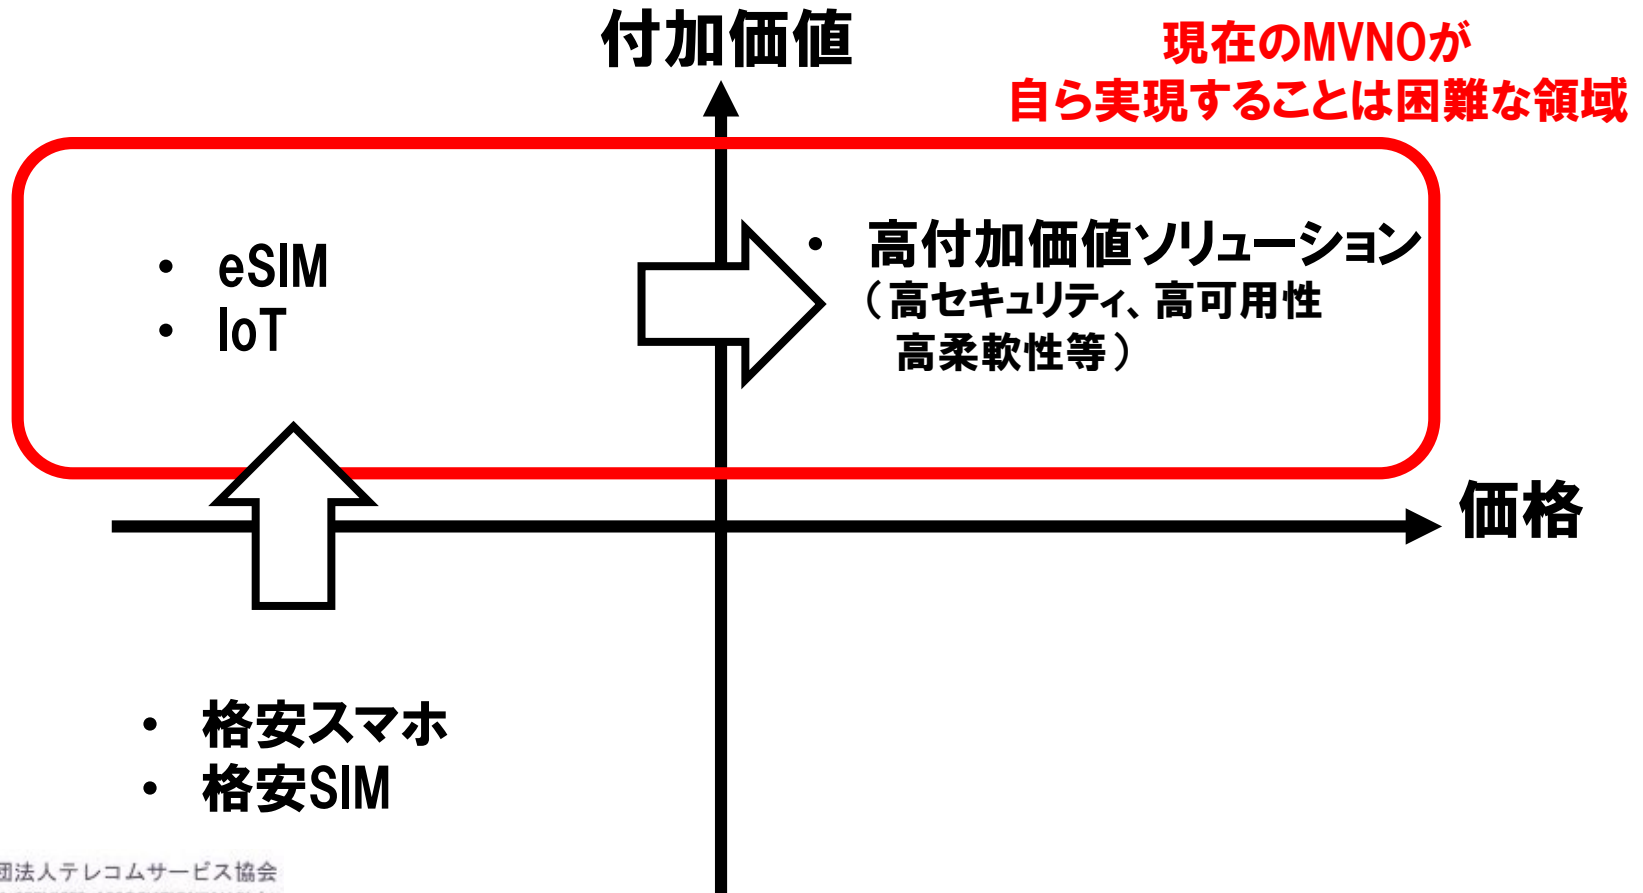 付加価値
現在のMVNOが
自ら実現することは困難な領域
• eSIM
• IoT
• 高付加価値ソリューション
（高セキュリティ、高可用性
高柔軟性等）
価格
• 格安スマホ
• 格安SIM
団法人テレコムサービス協会